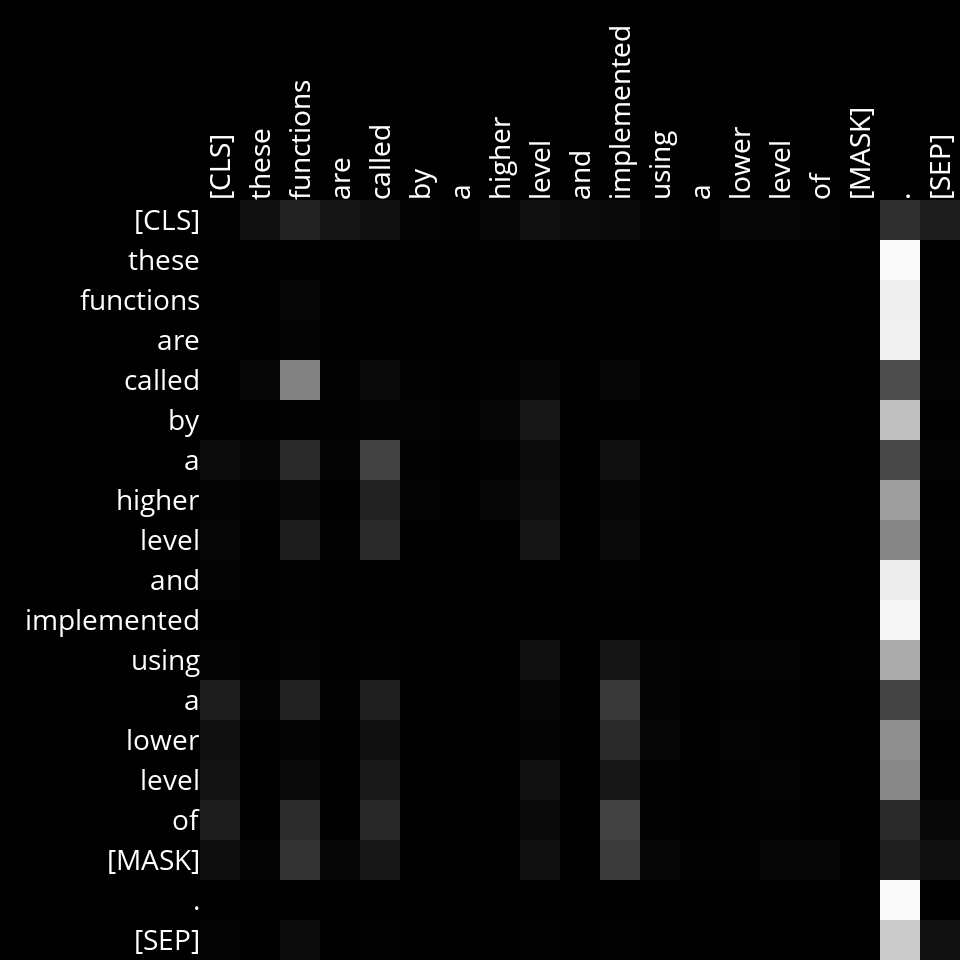 [CLS] these functions are called by a higher level and implemented using a lower level of [MASK] . [SEP]
[CLS]
these
functions
are
called
by
a
higher
level
and
implemented
using
a
lower
level
of
[MASK]
.
[SEP]